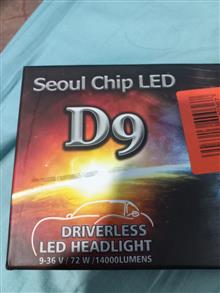 Seoul Chip LED
D9
DRIVERLESS
LED HEADLIGHT
9-36 V / 72 W / 14000LUMENS